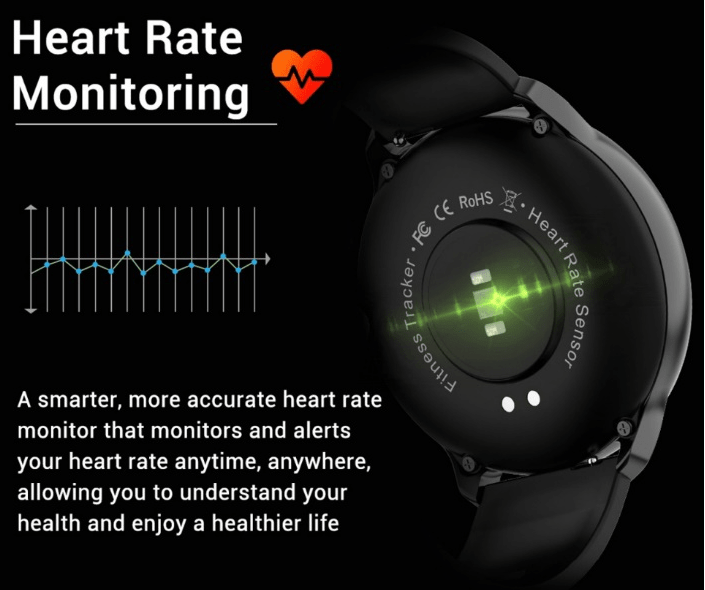 Heart Rate
Monitoring
Fitness Tracker • FC CE RoHS • Heart Rate Sensor
A smarter, more accurate heart rate
monitor that monitors and alerts
your heart rate anytime, anywhere,
allowing you to understand your
health and enjoy a healthier life